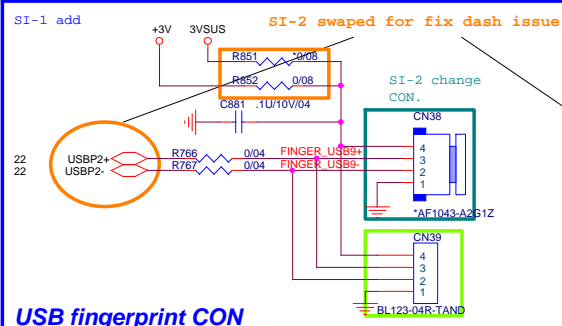 SI-1 add
SI-2 swaped for fix dash issue
+3V 3VSUS
R851 *0/08
R852 0/08
SI-2 change
CON.
C881 .1U/10V/04
CN38
22 USBP2+ R766 0/04 FINGER_USB9+
22 USBP2- R767 0/04 FINGER_USB9-
4
3
2
1
*AF1043-A2G1Z
CN39
4
3
2
1
BL123-04R-TAND
USB fingerprint CON